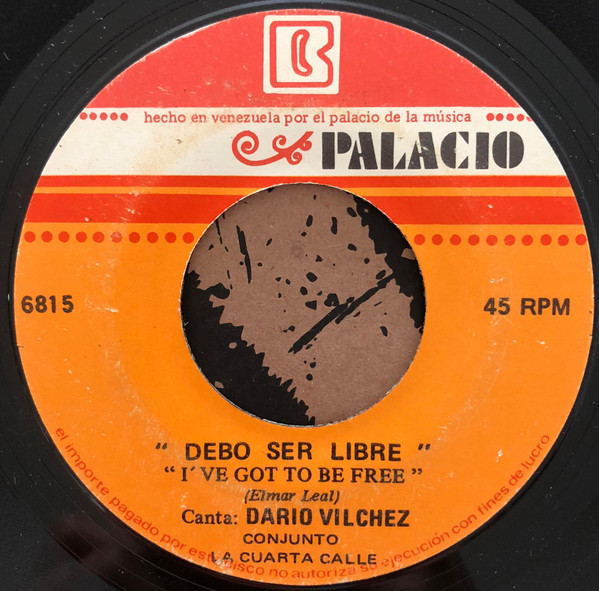 hecho en venezuela por el palacio de la música
PALACIO
6815
45 RPM
" DEBO SER LIBRE "
" I'VE GOT TO BE FREE "
(Elmar Leal)
Canta: DARIO VILCHEZ
CONJUNTO
LA CUARTA CALLE
el importe pagado por este disco no autoriza su ejecución con fines de lucro